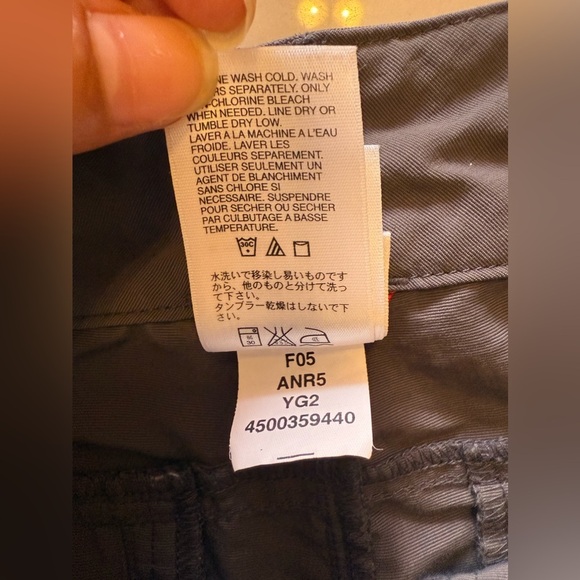 NE WASH COLD. WASH
RS SEPARATELY. ONLY
N-CHLORINE BLEACH
WHEN NEEDED. LINE DRY OR
TUMBLE DRY LOW.
LAVER A LA MACHINE A L'EAU
FROIDE. LAVER LES
COULEURS SEPAREMENT.
UTILISER SEULEMENT UN
AGENT DE BLANCHIMENT
SANS CHLORE SI
NECESSAIRE. SUSPENDRE
POUR SECHER OU SECHER
PAR CULBUTAGE A BASSE
TEMPERATURE.
30C
水洗いで移染し易いものです
から、他のものと分けて洗っ
て下さい。
タンブラー乾燥はしないで下
さい。
F05
ANR5
YG2
4500359440